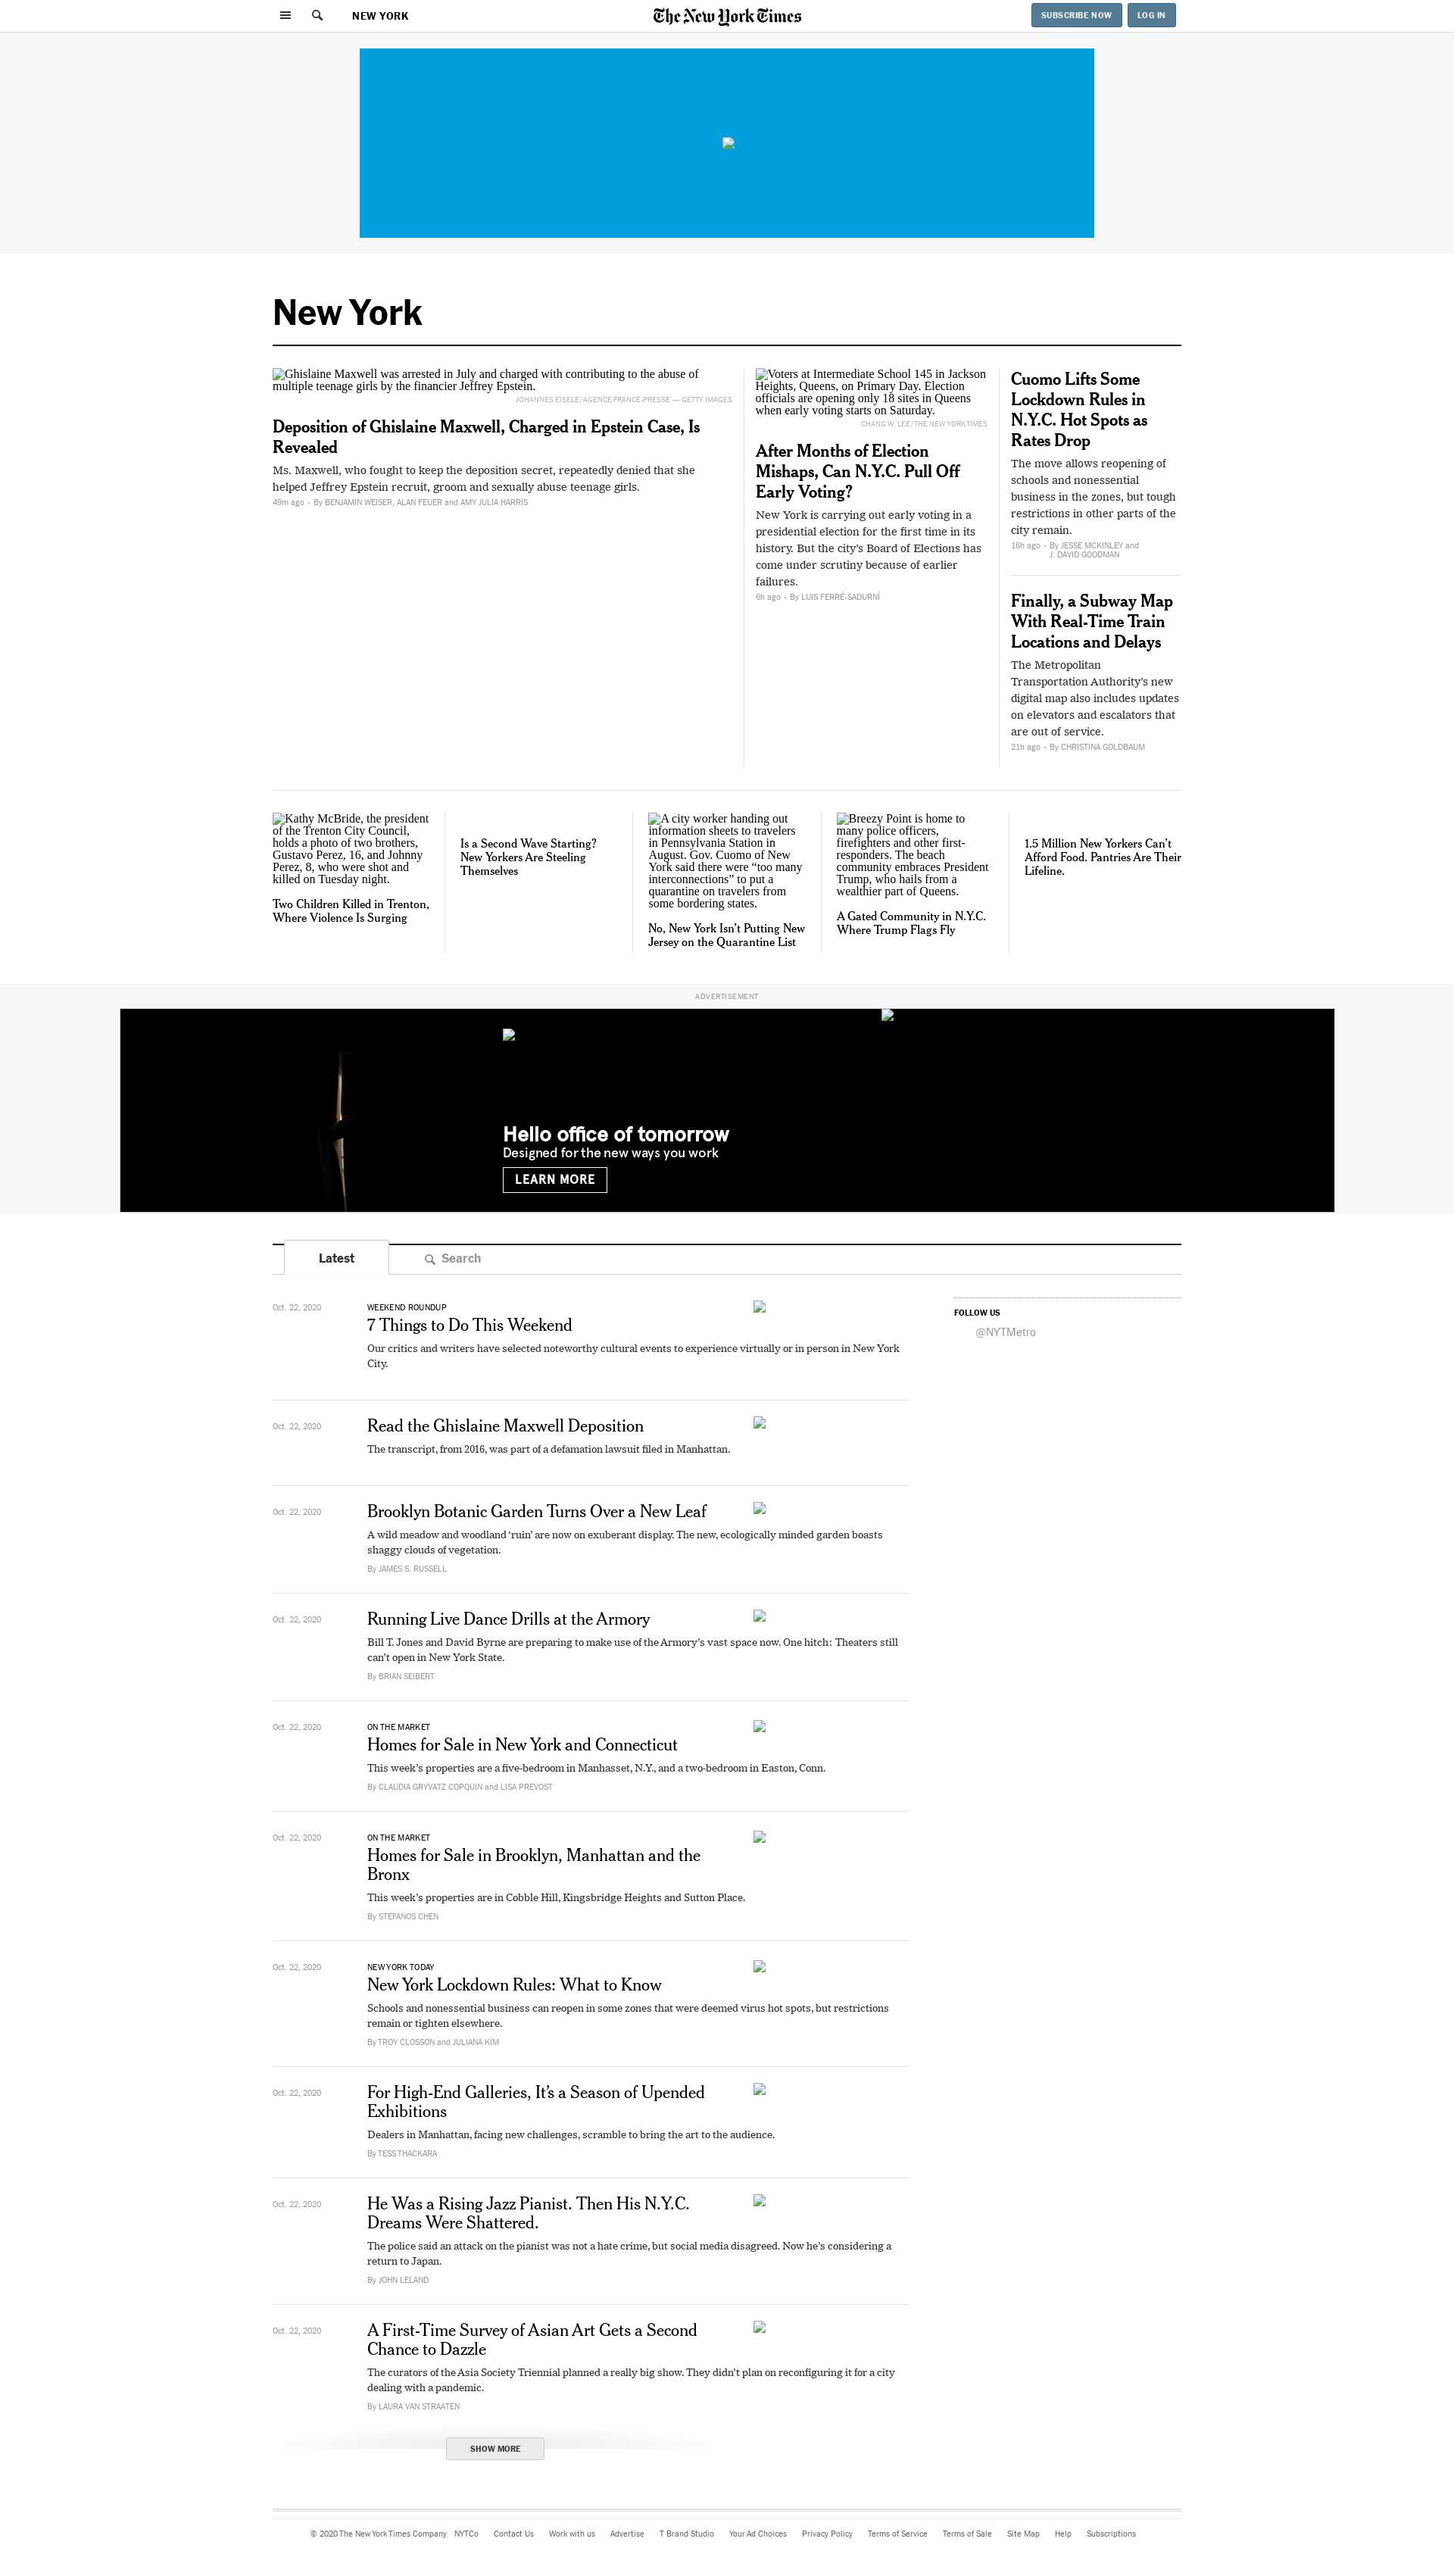 NEW YORK
The New York Times
SUBSCRIBE NOW
LOG IN
New York
Ghislaine Maxwell was arrested in July and charged with contributing to the abuse of
multiple teenage girls by the financier Jeffrey Epstein.
JOHANNES EISELE/AGENCE FRANCE-PRESSE — GETTY IMAGES
Deposition of Ghislaine Maxwell, Charged in Epstein Case, Is
Revealed
Ms. Maxwell, who fought to keep the deposition secret, repeatedly denied that she
helped Jeffrey Epstein recruit, groom and sexually abuse teenage girls.
49m ago • By BENJAMIN WEISER, ALAN FEUER and AMY JULIA HARRIS
Voters at Intermediate School 145 in Jackson
Heights, Queens, on Primary Day. Election
officials are opening only 18 sites in Queens
when early voting starts on Saturday.
CHANG W. LEE/THE NEW YORK TIMES
After Months of Election
Mishaps, Can N.Y.C. Pull Off
Early Voting?
New York is carrying out early voting in a
presidential election for the first time in its
history. But the city’s Board of Elections has
come under scrutiny because of earlier
failures.
6h ago • By LUIS FERRÉ-SADURNÍ
Cuomo Lifts Some
Lockdown Rules in
N.Y.C. Hot Spots as
Rates Drop
The move allows reopening of
schools and nonessential
business in the zones, but tough
restrictions in other parts of the
city remain.
16h ago • By JESSE MCKINLEY and
J. DAVID GOODMAN
Finally, a Subway Map
With Real-Time Train
Locations and Delays
The Metropolitan
Transportation Authority’s new
digital map also includes updates
on elevators and escalators that
are out of service.
21h ago • By CHRISTINA GOLDBAUM
Kathy McBride, the president
of the Trenton City Council,
holds a photo of two brothers,
Gustavo Perez, 16, and Johnny
Perez, 8, who were shot and
killed on Tuesday night.
Two Children Killed in Trenton,
Where Violence Is Surging
Is a Second Wave Starting?
New Yorkers Are Steeling
Themselves
A city worker handing out
information sheets to travelers
in Pennsylvania Station in
August. Gov. Cuomo of New
York said there were “too many
interconnections” to put a
quarantine on travelers from
some bordering states.
No, New York Isn’t Putting New
Jersey on the Quarantine List
Breezy Point is home to
many police officers,
firefighters and other first-
responders. The beach
community embraces President
Trump, who hails from a
wealthier part of Queens.
A Gated Community in N.Y.C.
Where Trump Flags Fly
1.5 Million New Yorkers Can’t
Afford Food. Pantries Are Their
Lifeline.
ADVERTISEMENT
Hello office of tomorrow
Designed for the new ways you work
LEARN MORE
Latest
Search
Oct. 22, 2020
WEEKEND ROUNDUP
7 Things to Do This Weekend
Our critics and writers have selected noteworthy cultural events to experience virtually or in person in New York
City.
FOLLOW US
@NYTMetro
Oct. 22, 2020
Read the Ghislaine Maxwell Deposition
The transcript, from 2016, was part of a defamation lawsuit filed in Manhattan.
Oct. 22, 2020
Brooklyn Botanic Garden Turns Over a New Leaf
A wild meadow and woodland ‘ruin’ are now on exuberant display. The new, ecologically minded garden boasts
shaggy clouds of vegetation.
By JAMES S. RUSSELL
Oct. 22, 2020
Running Live Dance Drills at the Armory
Bill T. Jones and David Byrne are preparing to make use of the Armory’s vast space now. One hitch: Theaters still
can’t open in New York State.
By BRIAN SEIBERT
Oct. 22, 2020
ON THE MARKET
Homes for Sale in New York and Connecticut
This week’s properties are a five-bedroom in Manhasset, N.Y., and a two-bedroom in Easton, Conn.
By CLAUDIA GRYVATZ COPQUIN and LISA PREVOST
Oct. 22, 2020
ON THE MARKET
Homes for Sale in Brooklyn, Manhattan and the
Bronx
This week’s properties are in Cobble Hill, Kingsbridge Heights and Sutton Place.
By STEFANOS CHEN
Oct. 22, 2020
NEW YORK TODAY
New York Lockdown Rules: What to Know
Schools and nonessential business can reopen in some zones that were deemed virus hot spots, but restrictions
remain or tighten elsewhere.
By TROY CLOSSON and JULIANA KIM
Oct. 22, 2020
For High-End Galleries, It’s a Season of Upended
Exhibitions
Dealers in Manhattan, facing new challenges, scramble to bring the art to the audience.
By TESS THACKARA
Oct. 22, 2020
He Was a Rising Jazz Pianist. Then His N.Y.C.
Dreams Were Shattered.
The police said an attack on the pianist was not a hate crime, but social media disagreed. Now he’s considering a
return to Japan.
By JOHN LELAND
Oct. 22, 2020
A First-Time Survey of Asian Art Gets a Second
Chance to Dazzle
The curators of the Asia Society Triennial planned a really big show. They didn’t plan on reconfiguring it for a city
dealing with a pandemic.
By LAURA VAN STRAATEN
SHOW MORE
© 2020 The New York Times Company NYTCo Contact Us Work with us Advertise T Brand Studio Your Ad Choices Privacy Policy Terms of Service Terms of Sale Site Map Help Subscriptions